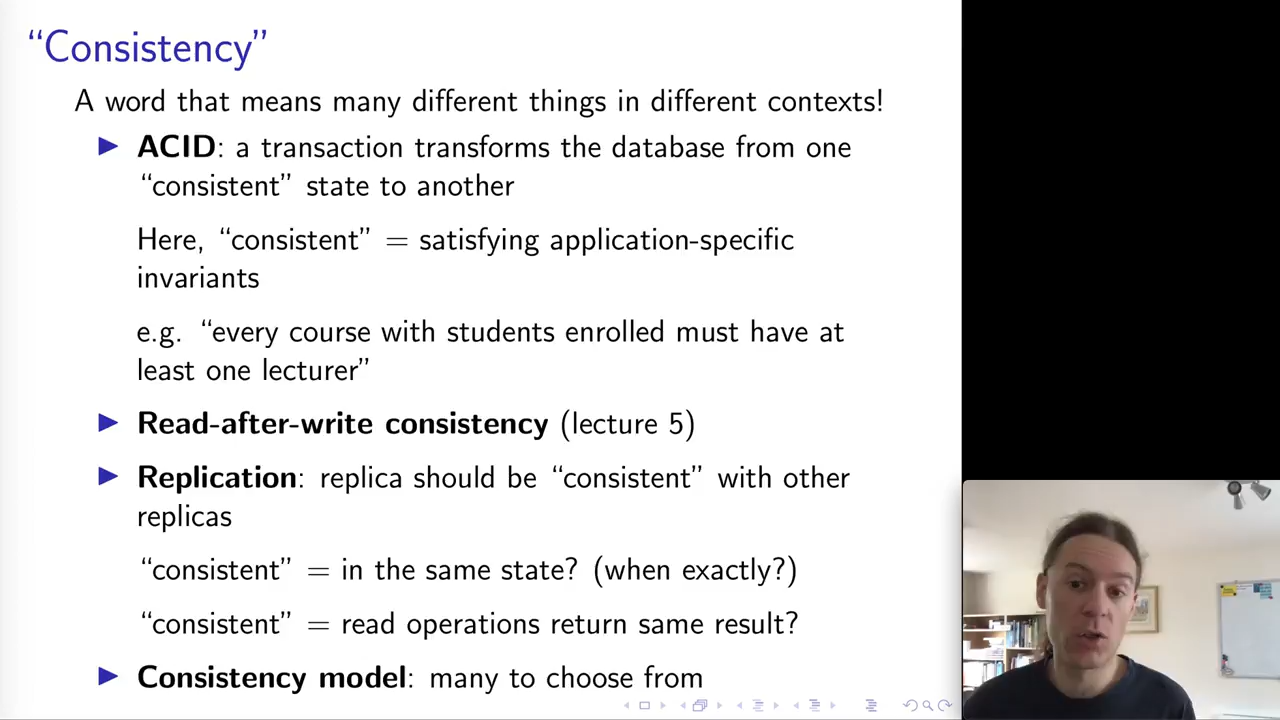 “Consistency”
A word that means many different things in different contexts!
ACID: a transaction transforms the database from one
“consistent” state to another
Here, “consistent” = satisfying application-specific
invariants
e.g. “every course with students enrolled must have at
least one lecturer”
Read-after-write consistency (lecture 5)
Replication: replica should be “consistent” with other
replicas
“consistent” = in the same state? (when exactly?)
“consistent” = read operations return same result?
Consistency model: many to choose from